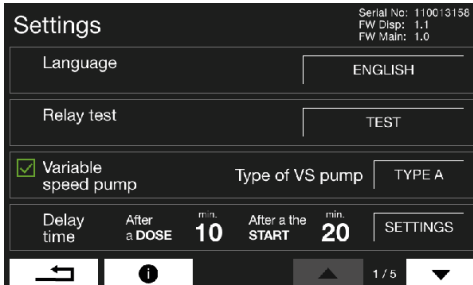 Settings
Serial No: 110013158
FW Disp: 1.1
FW Main: 1.0
Language
ENGLISH
Relay test
TEST
Variable
speed pump
Type of VS pump
TYPE A
Delay
time
After
a DOSE
min.
10
After a the
START
min.
20
SETTINGS
1/5